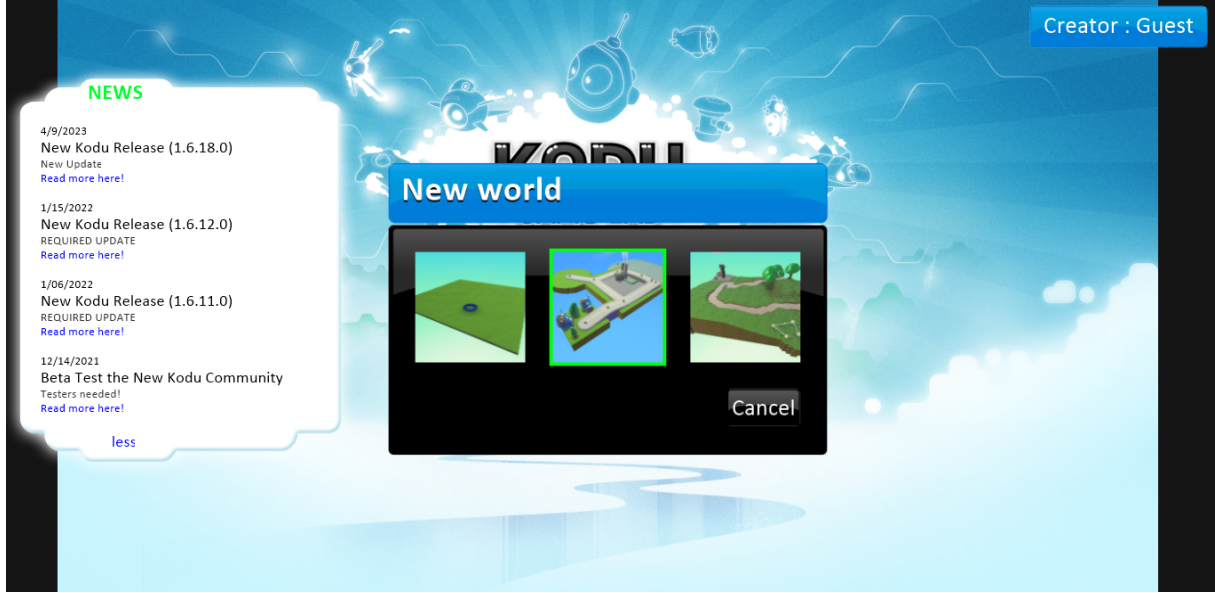 Creator : Guest
NEWS
4/9/2023
New Kodu Release (1.6.18.0)
New Update
Read more here!
1/15/2022
New Kodu Release (1.6.12.0)
REQUIRED UPDATE
Read more here!
1/06/2022
New Kodu Release (1.6.11.0)
REQUIRED UPDATE
Read more here!
12/14/2021
Beta Test the New Kodu Community
Testers needed!
Read more here!
less
KODU
New world
Cancel